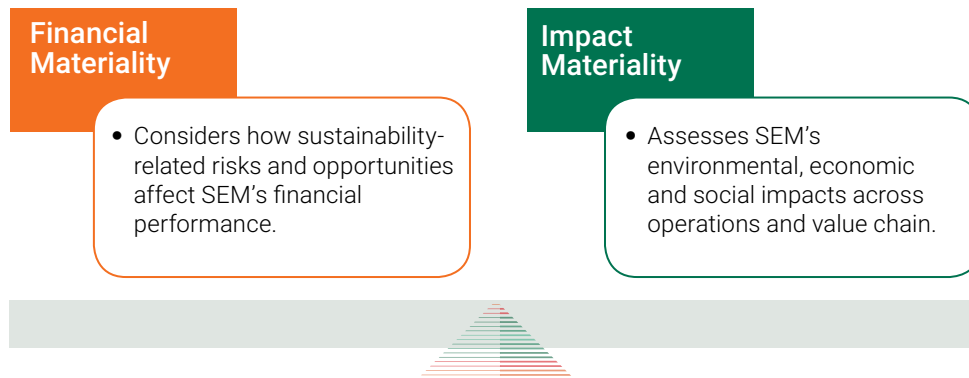 Financial
Materiality
• Considers how sustainability-
related risks and opportunities
affect SEM's financial
performance.
Impact
Materiality
• Assesses SEM's
environmental, economic
and social impacts across
operations and value chain.